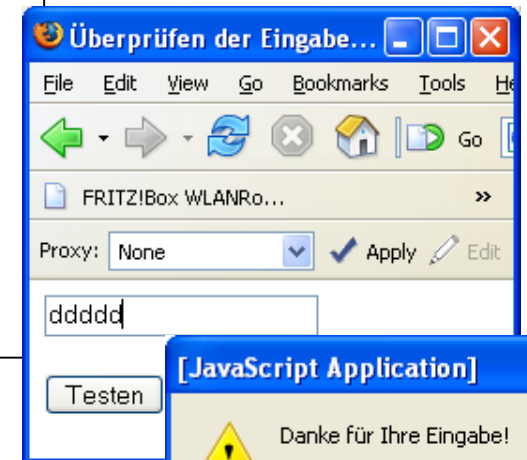 Überprüfen der Eingabe...
File Edit View Go Bookmarks Tools
Go
FRITZ!Box WLANRo... »
Proxy: None Apply Edit
ddddd
Testen
[JavaScript Application]
Danke für Ihre Eingabe!